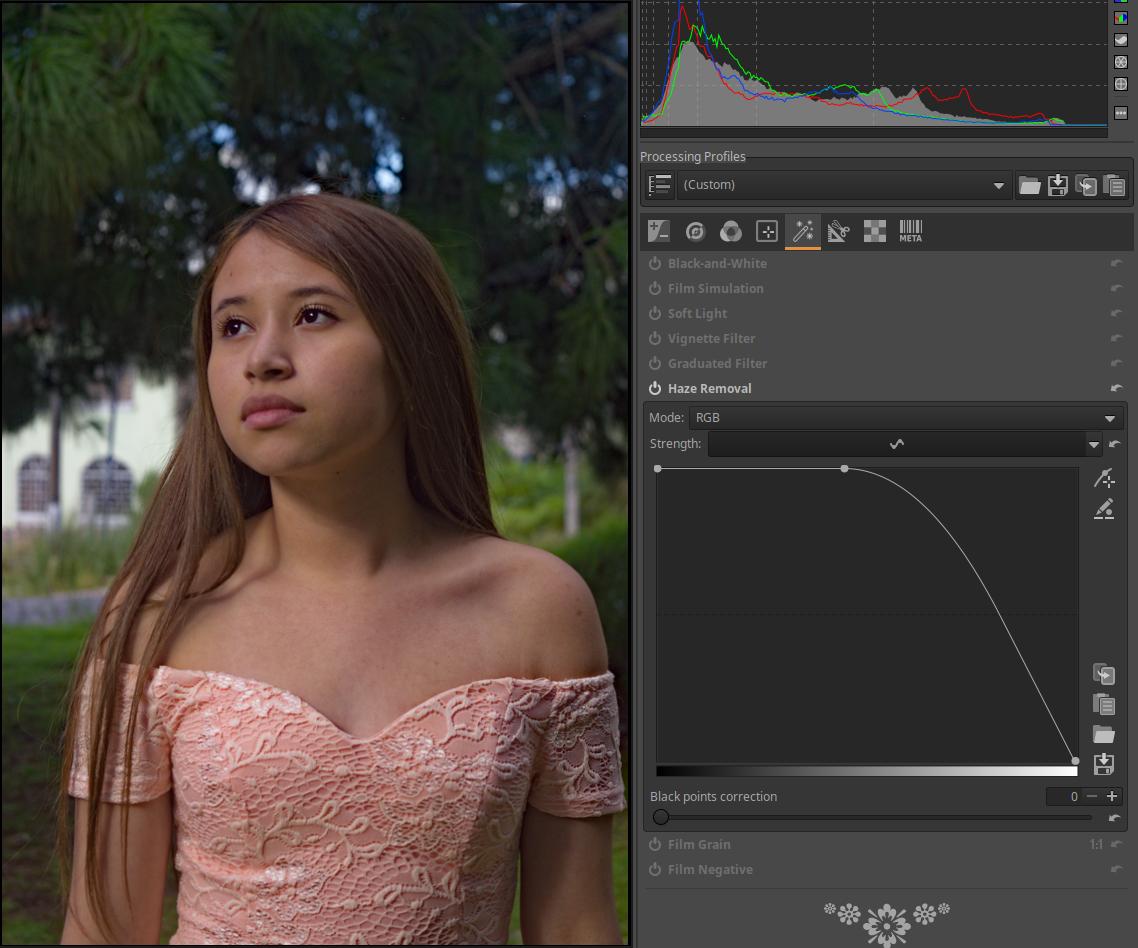 Processing Profiles
(Custom)
META
Black-and-White
Film Simulation
Soft Light
Vignette Filter
Graduated Filter
Haze Removal
Mode: RGB
Strength:
Black points correction 0
Film Grain 1:1
Film Negative